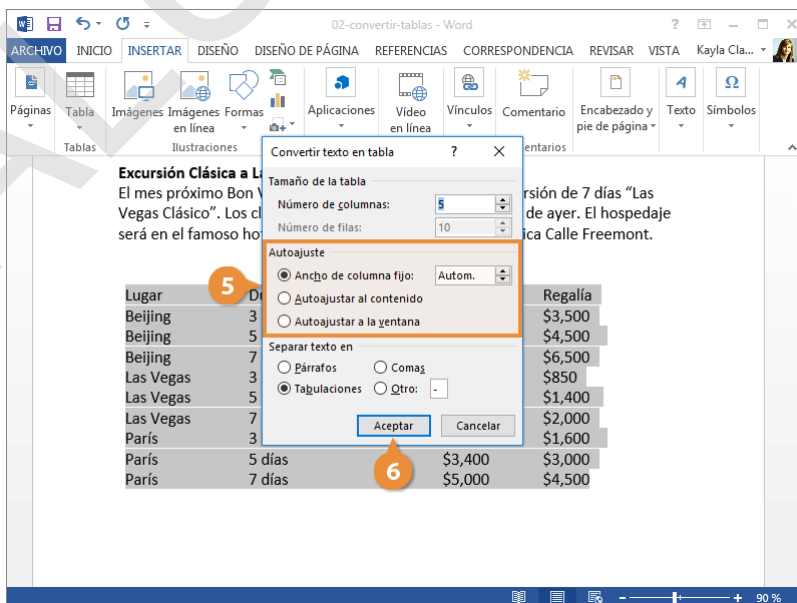 02-convertir-tablas - Word
ARCHIVO INICIO INSERTAR DISEÑO DISEÑO DE PÁGINA REFERENCIAS CORRESPONDENCIA REVISAR VISTA Kayla Cla...
Páginas Tabla Imágenes Imágenes en línea Formas Aplicaciones Vídeo en línea Vínculos Comentario Encabezado y pie de página Texto Símbolos
Tablas Ilustraciones entarios
Convertir texto en tabla ? ×
Excursión Clásica a La
El mes próximo Bon V rsión de 7 días “Las
Vegas Clásico”. Los cl de ayer. El hospedaje
será en el famoso ho ica Calle Freemont.
Tamaño de la tabla
Número de columnas: 5
Número de filas: 10
Autoajuste
5
Ancho de columna fijo: Autom.
Autoajustar al contenido
Autoajustar a la ventana
Separar texto en
Párrafos Comas
Tabulaciones Otro: -
Aceptar Cancelar
6
Lugar D Regalía
Beijing 3 $3,500
Beijing 5 $4,500
Beijing 7 $6,500
Las Vegas 3 $850
Las Vegas 5 $1,400
Las Vegas 7 $2,000
París 3 $1,600
París 5 días $3,400 $3,000
París 7 días $5,000 $4,500
90 %